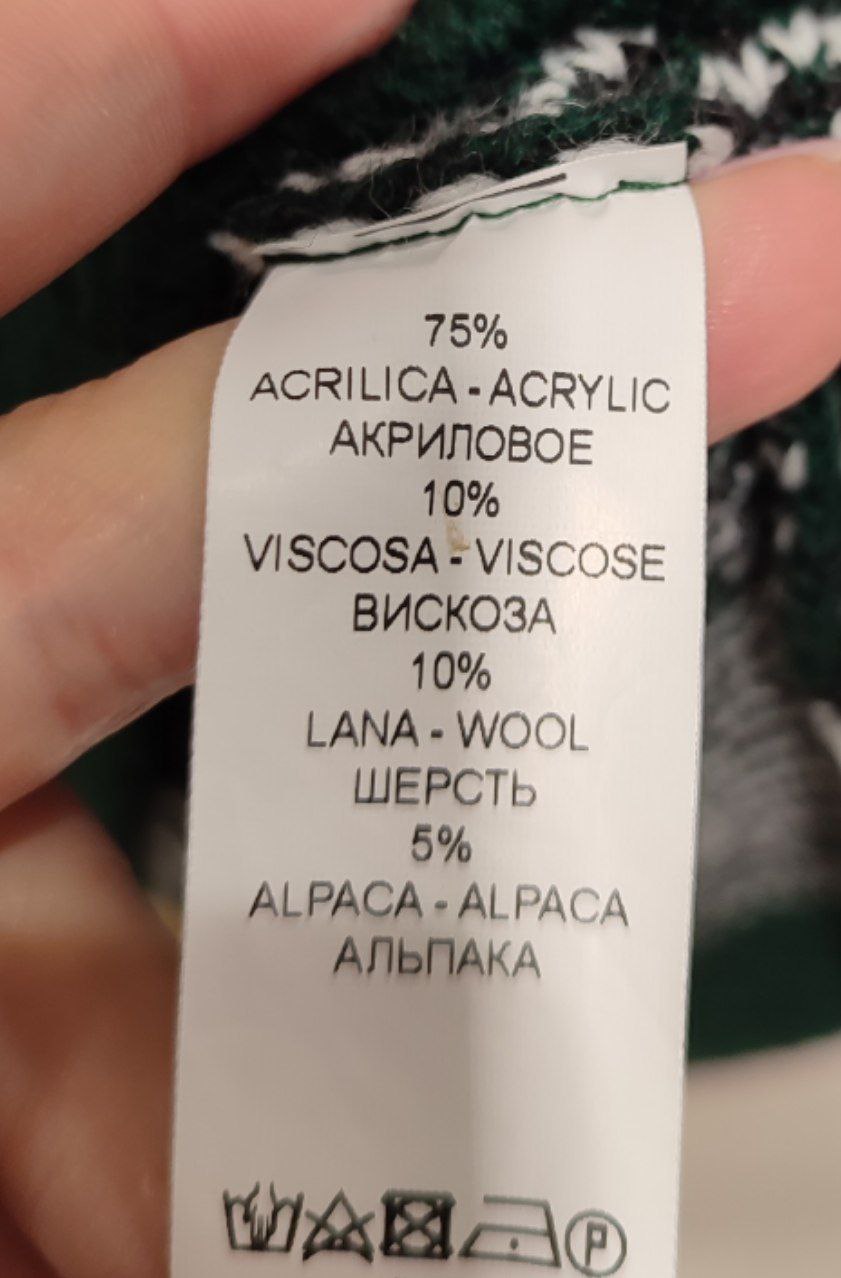 75%
ACRILICA - ACRYLIC
АКРИЛОВОЕ
10%
VISCOSA - VISCOSE
ВИСКОЗА
10%
LANA - WOOL
ШЕРСТЬ
5%
ALPACA - ALPACA
АЛЬПАКА
P